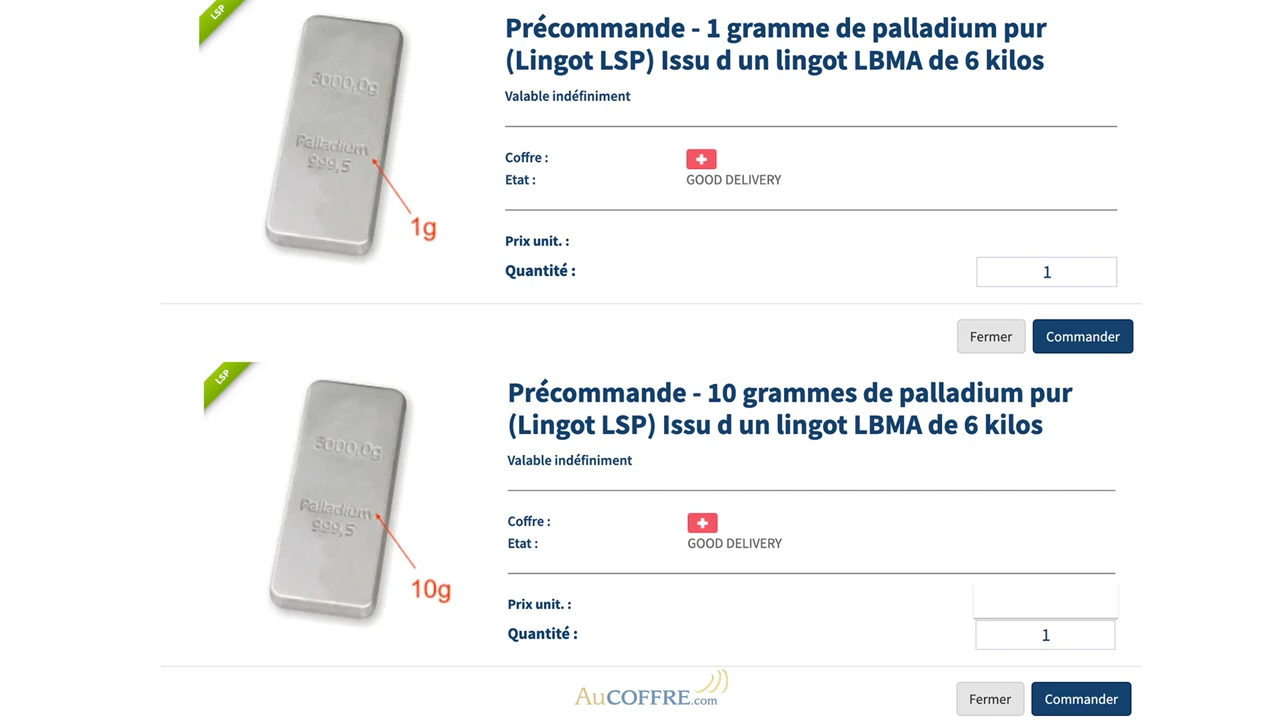 LSP
Précommande - 1 gramme de palladium pur
(Lingot LSP) Issu d un lingot LBMA de 6 kilos
Valable indéfiniment
6000,0g
Palladium
999,5
1g
Coffre :
Etat : GOOD DELIVERY
Prix unit. :
Quantité : 1
Fermer Commander
LSP
Précommande - 10 grammes de palladium pur
(Lingot LSP) Issu d un lingot LBMA de 6 kilos
Valable indéfiniment
6000,0g
Palladium
999,5
10g
Coffre :
Etat : GOOD DELIVERY
Prix unit. :
Quantité : 1
AuCOFFRE.com
Fermer Commander